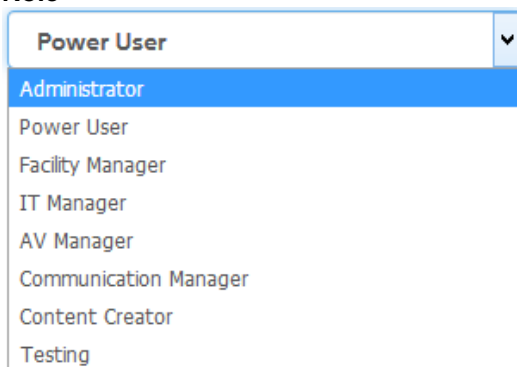 Power User
Administrator
Power User
Facility Manager
IT Manager
AV Manager
Communication Manager
Content Creator
Testing